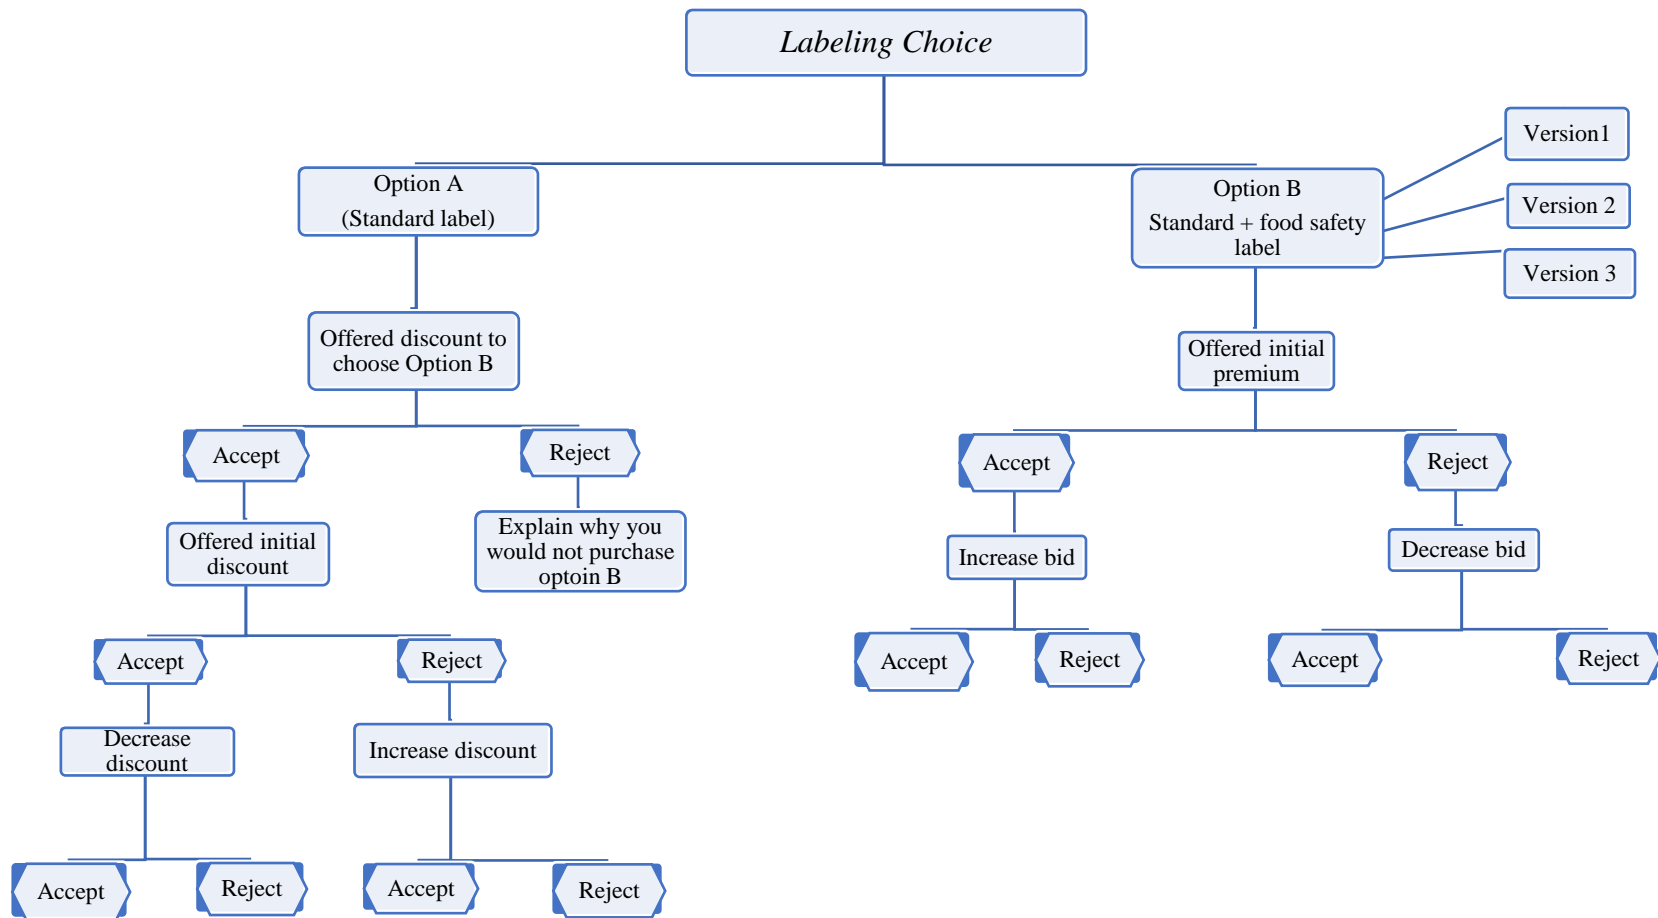 Labeling Choice
Version1
Option A
(Standard label)
Option B
Standard + food safety
label
Version 2
Version 3
Offered discount to
choose Option B
Offered initial
premium
Accept
Reject
Accept
Reject
Offered initial
discount
Explain why you
would not purchase
optoin B
Increase bid
Decrease bid
Accept
Reject
Accept
Reject
Accept
Reject
Decrease
discount
Increase discount
Accept
Reject
Accept
Reject